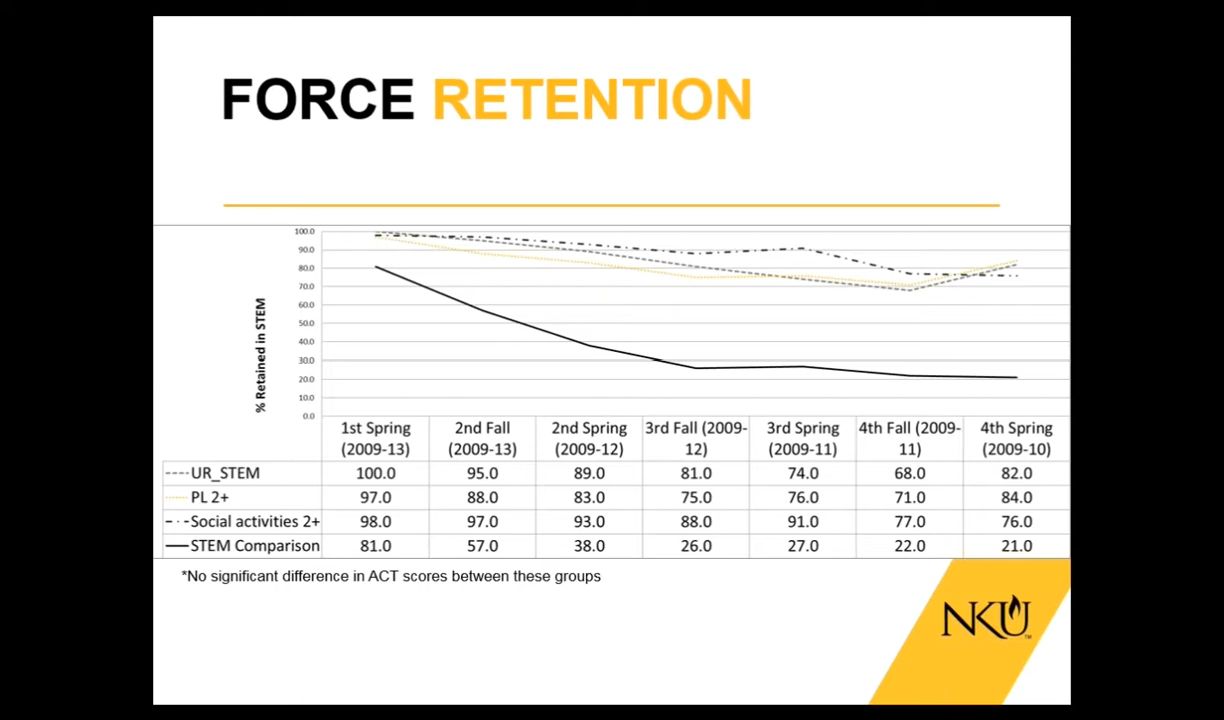 FORCE RETENTION
% Retained in STEM
100.0
90.0
80.0
70.0
60.0
50.0
40.0
30.0
20.0
10.0
0.0
1st Spring (2009-13) 2nd Fall (2009-13) 2nd Spring (2009-12) 3rd Fall (2009-12) 3rd Spring (2009-11) 4th Fall (2009-11) 4th Spring (2009-10)
UR_STEM 100.0 95.0 89.0 81.0 74.0 68.0 82.0
PL 2+ 97.0 88.0 83.0 75.0 76.0 71.0 84.0
Social activities 2+ 98.0 97.0 93.0 88.0 91.0 77.0 76.0
STEM Comparison 81.0 57.0 38.0 26.0 27.0 22.0 21.0
*No significant difference in ACT scores between these groups
NKU
TM